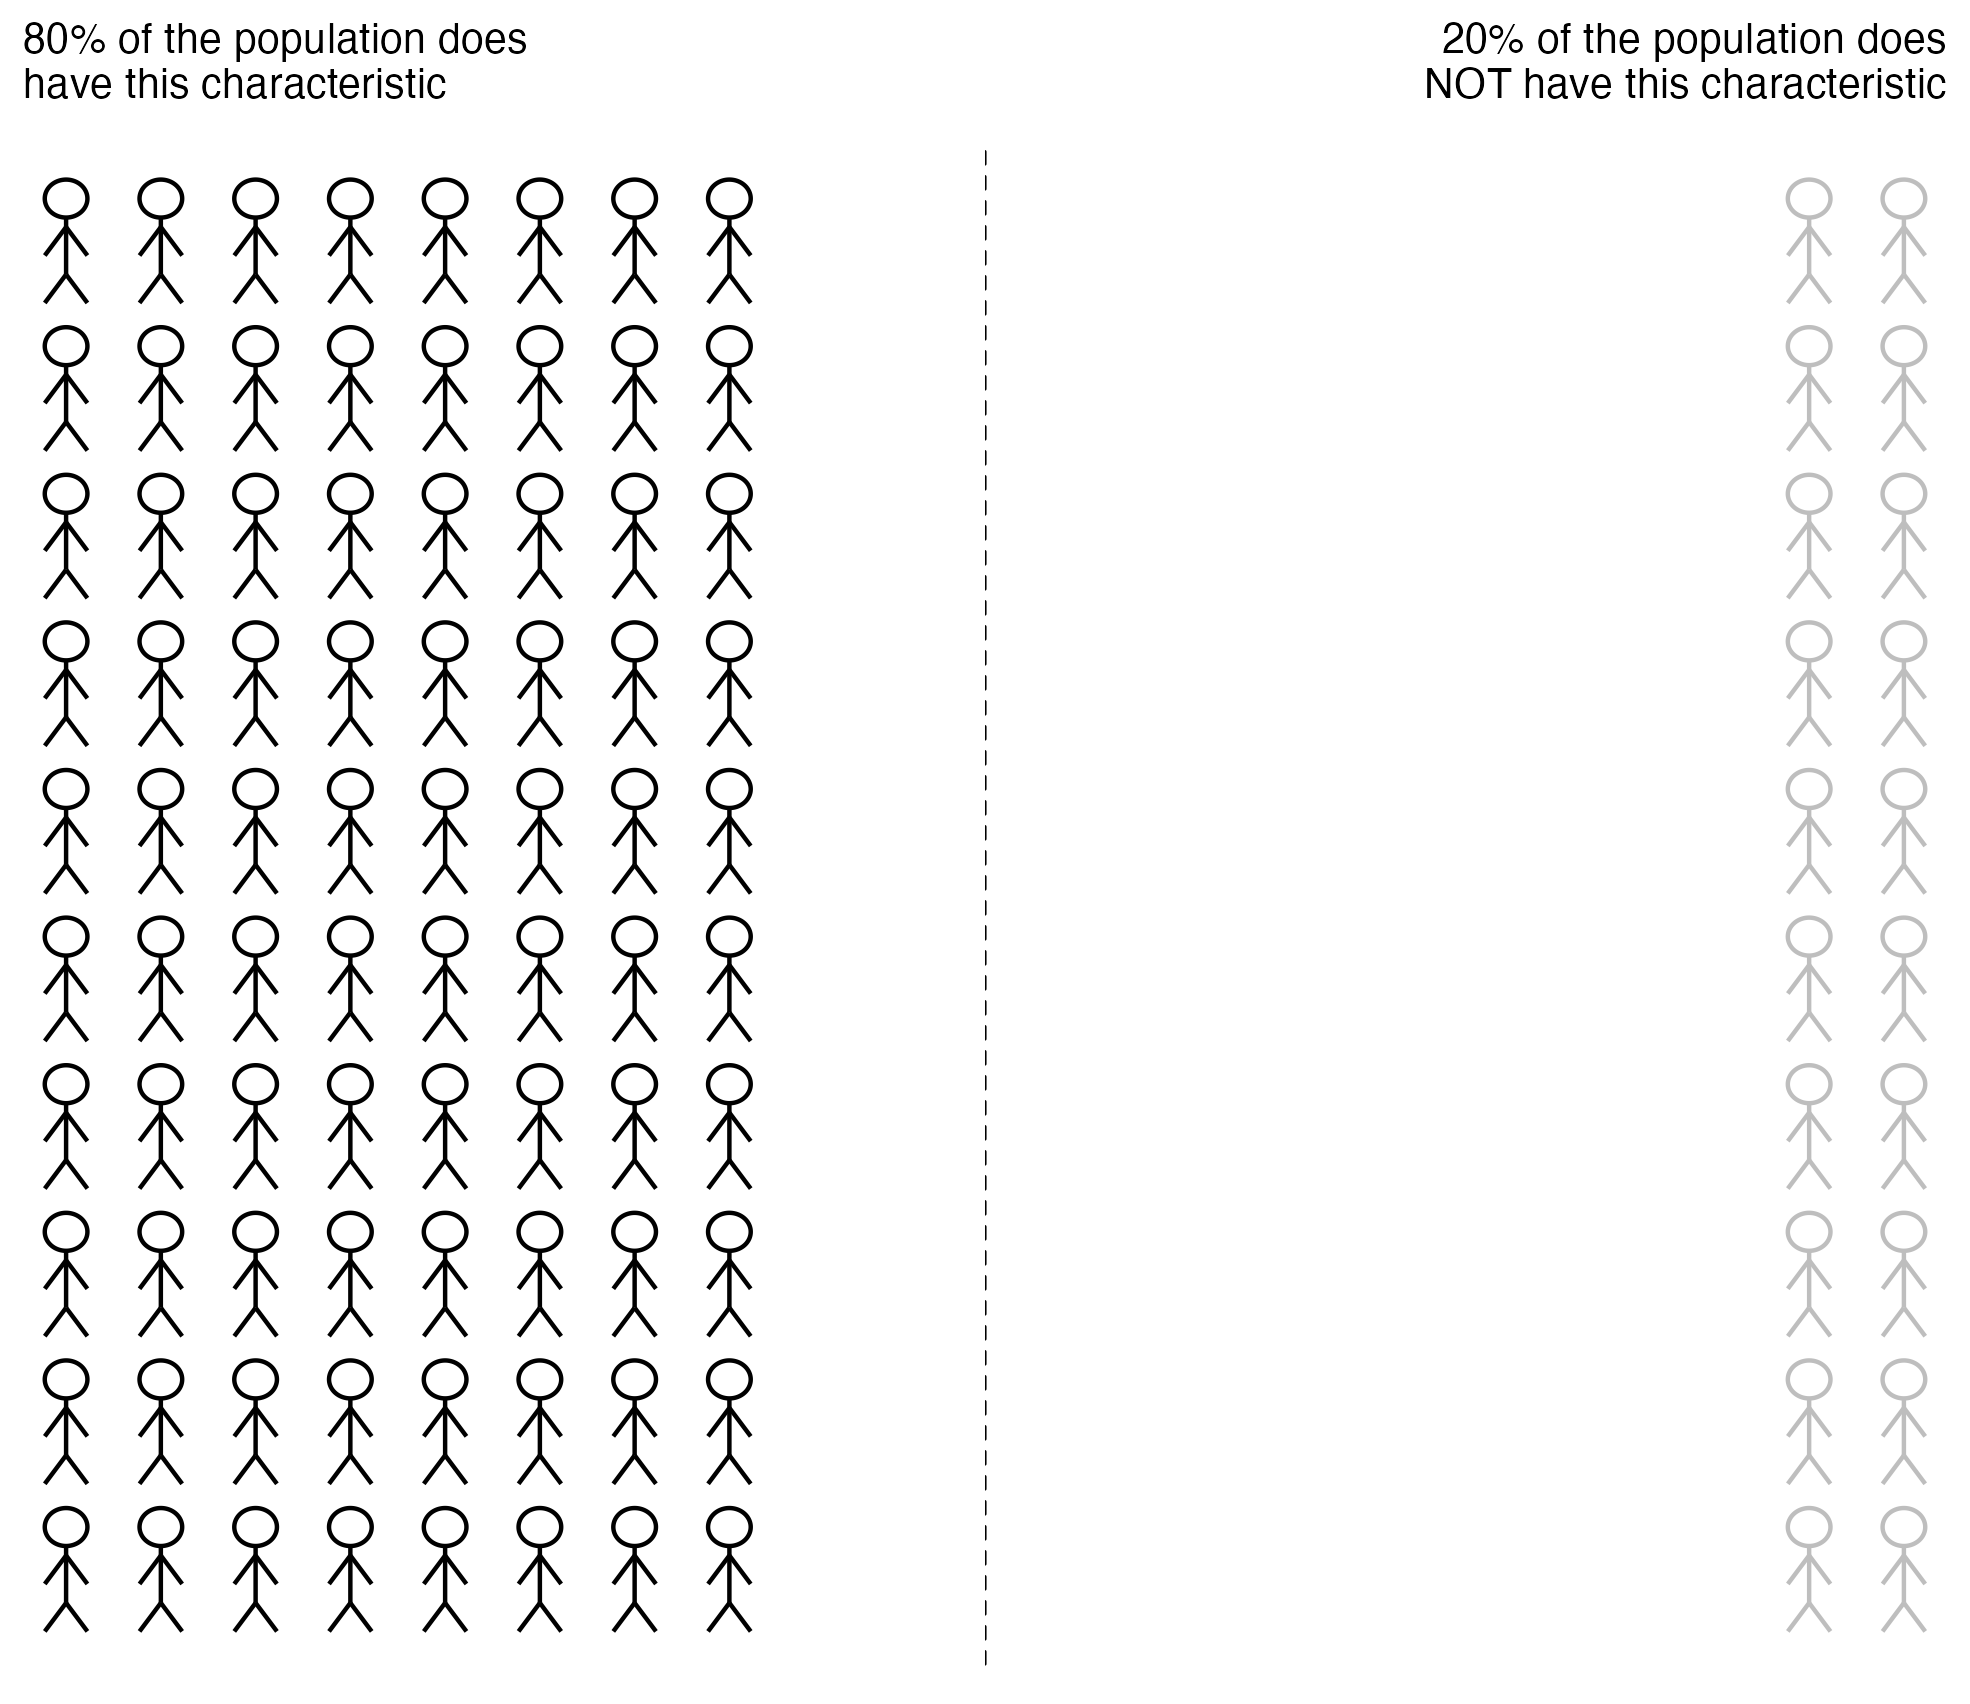 80% of the population does
have this characteristic
20% of the population does
NOT have this characteristic